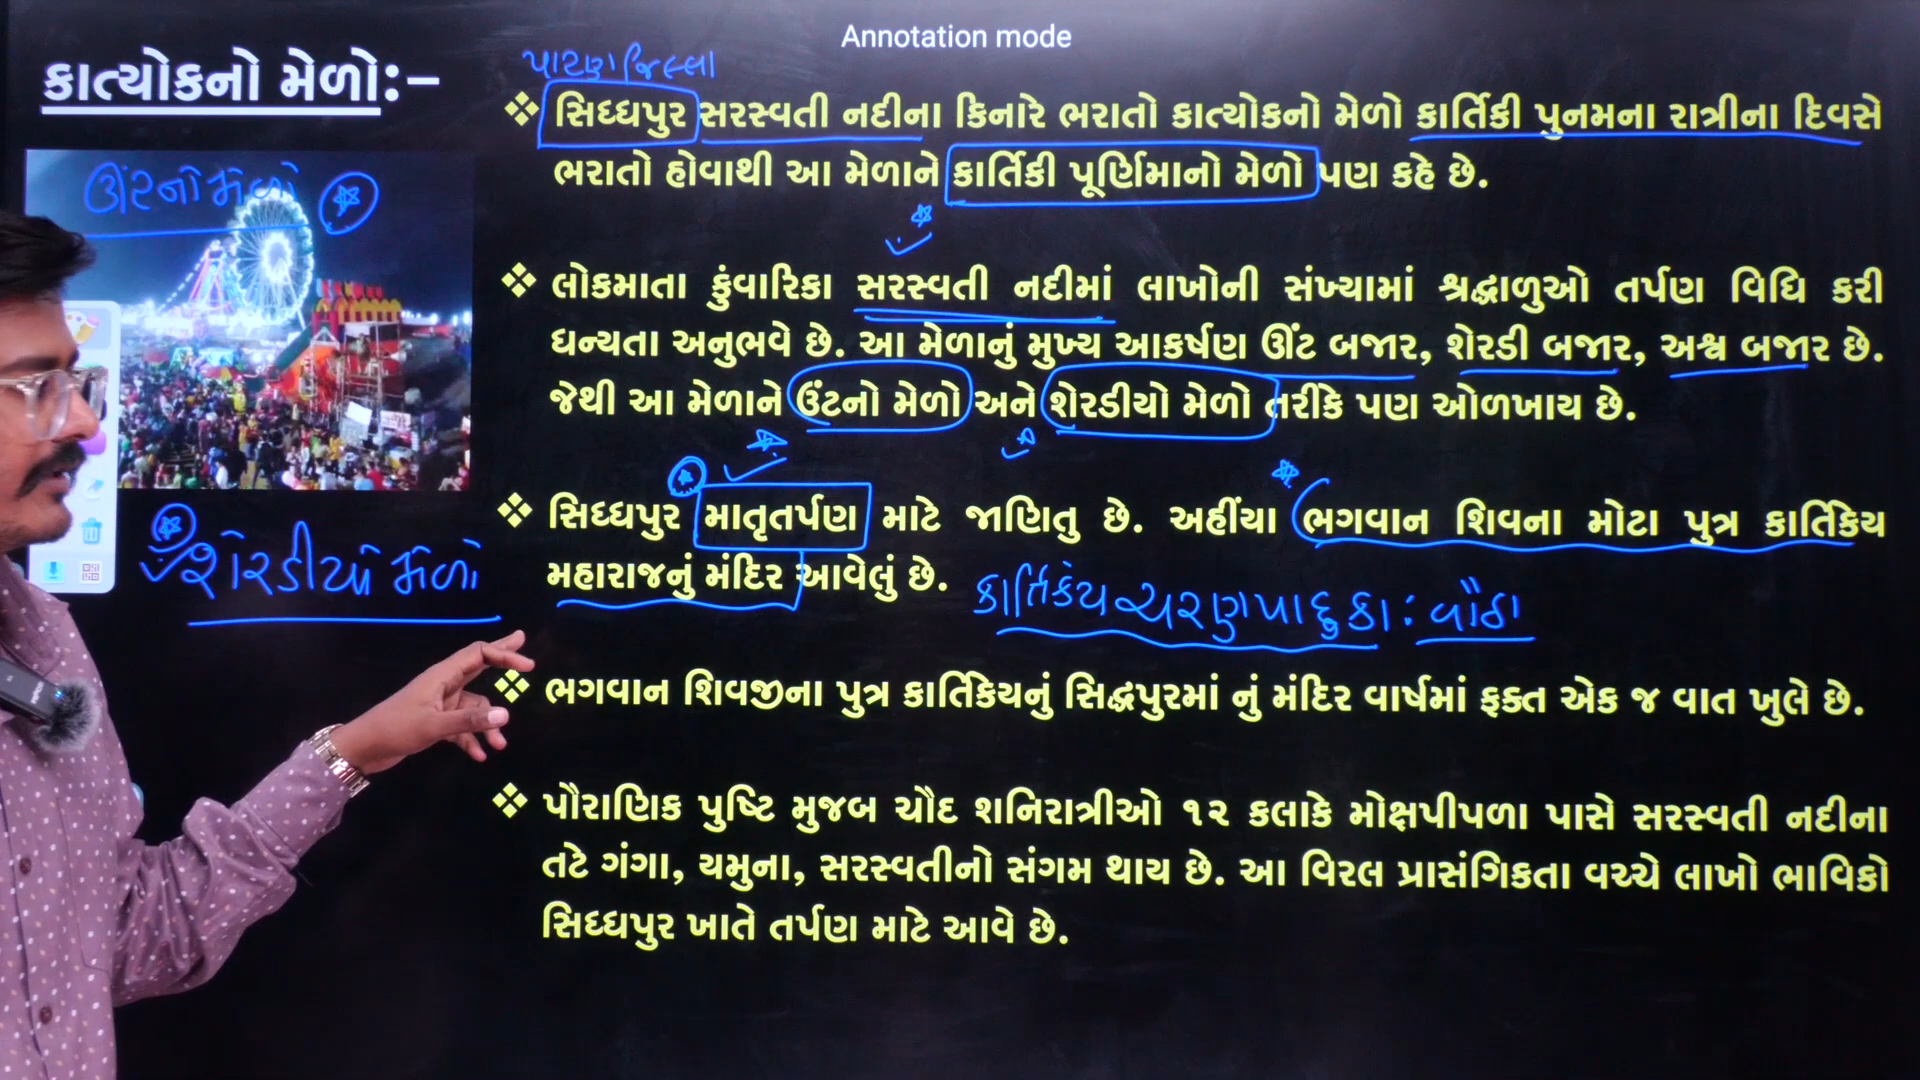 Annotation mode
કાત્યોકનો મેળો:-
પાટણ જિલ્લા
❖ સિધ્ધપુર સરસ્વતી નદીના કિનારે ભરાતો કાત્યોકનો મેળો કાર્તિકી પુનમના રાત્રીના દિવસે
ભરાતો હોવાથી આ મેળાને કાર્તિકી પૂર્ણિમાનો મેળો પણ કહે છે.
ઊંટનો મેળો
❖ લોકમાતા કુંવારિકા સરસ્વતી નદીમાં લાખોની સંખ્યામાં શ્રદ્ધાળુઓ તર્પણ વિધિ કરી
ધન્યતા અનુભવે છે. આ મેળાનું મુખ્ય આકર્ષણ ઊંટ બજાર, શેરડી બજાર, અશ્વ બજાર છે.
જેથી આ મેળાને ઉંટનો મેળો અને શેરડીયો મેળો તરીકે પણ ઓળખાય છે.
❖ સિધ્ધપુર માતૃતર્પણ માટે જાણિતુ છે. અહીંયા ભગવાન શિવના મોટા પુત્ર કાર્તિકેય
મહારાજનું મંદિર આવેલું છે.
શેરડીયો મેળો
કાર્તિકેય ચરણપાદુકા : વૌઠા
❖ ભગવાન શિવજીના પુત્ર કાર્તિકેયનું સિદ્ધપુરમાં નું મંદિર વાર્ષમાં ફક્ત એક જ વાત ખુલે છે.
❖ પૌરાણિક પુષ્ટિ મુજબ ચૌદ શનિરાત્રીઓ ૧૨ કલાકે મોક્ષપીપળા પાસે સરસ્વતી નદીના
તટે ગંગા, યમુના, સરસ્વતીનો સંગમ થાય છે. આ વિરલ પ્રાસંગિકતા વચ્ચે લાખો ભાવિકો
સિધ્ધપુર ખાતે તર્પણ માટે આવે છે.